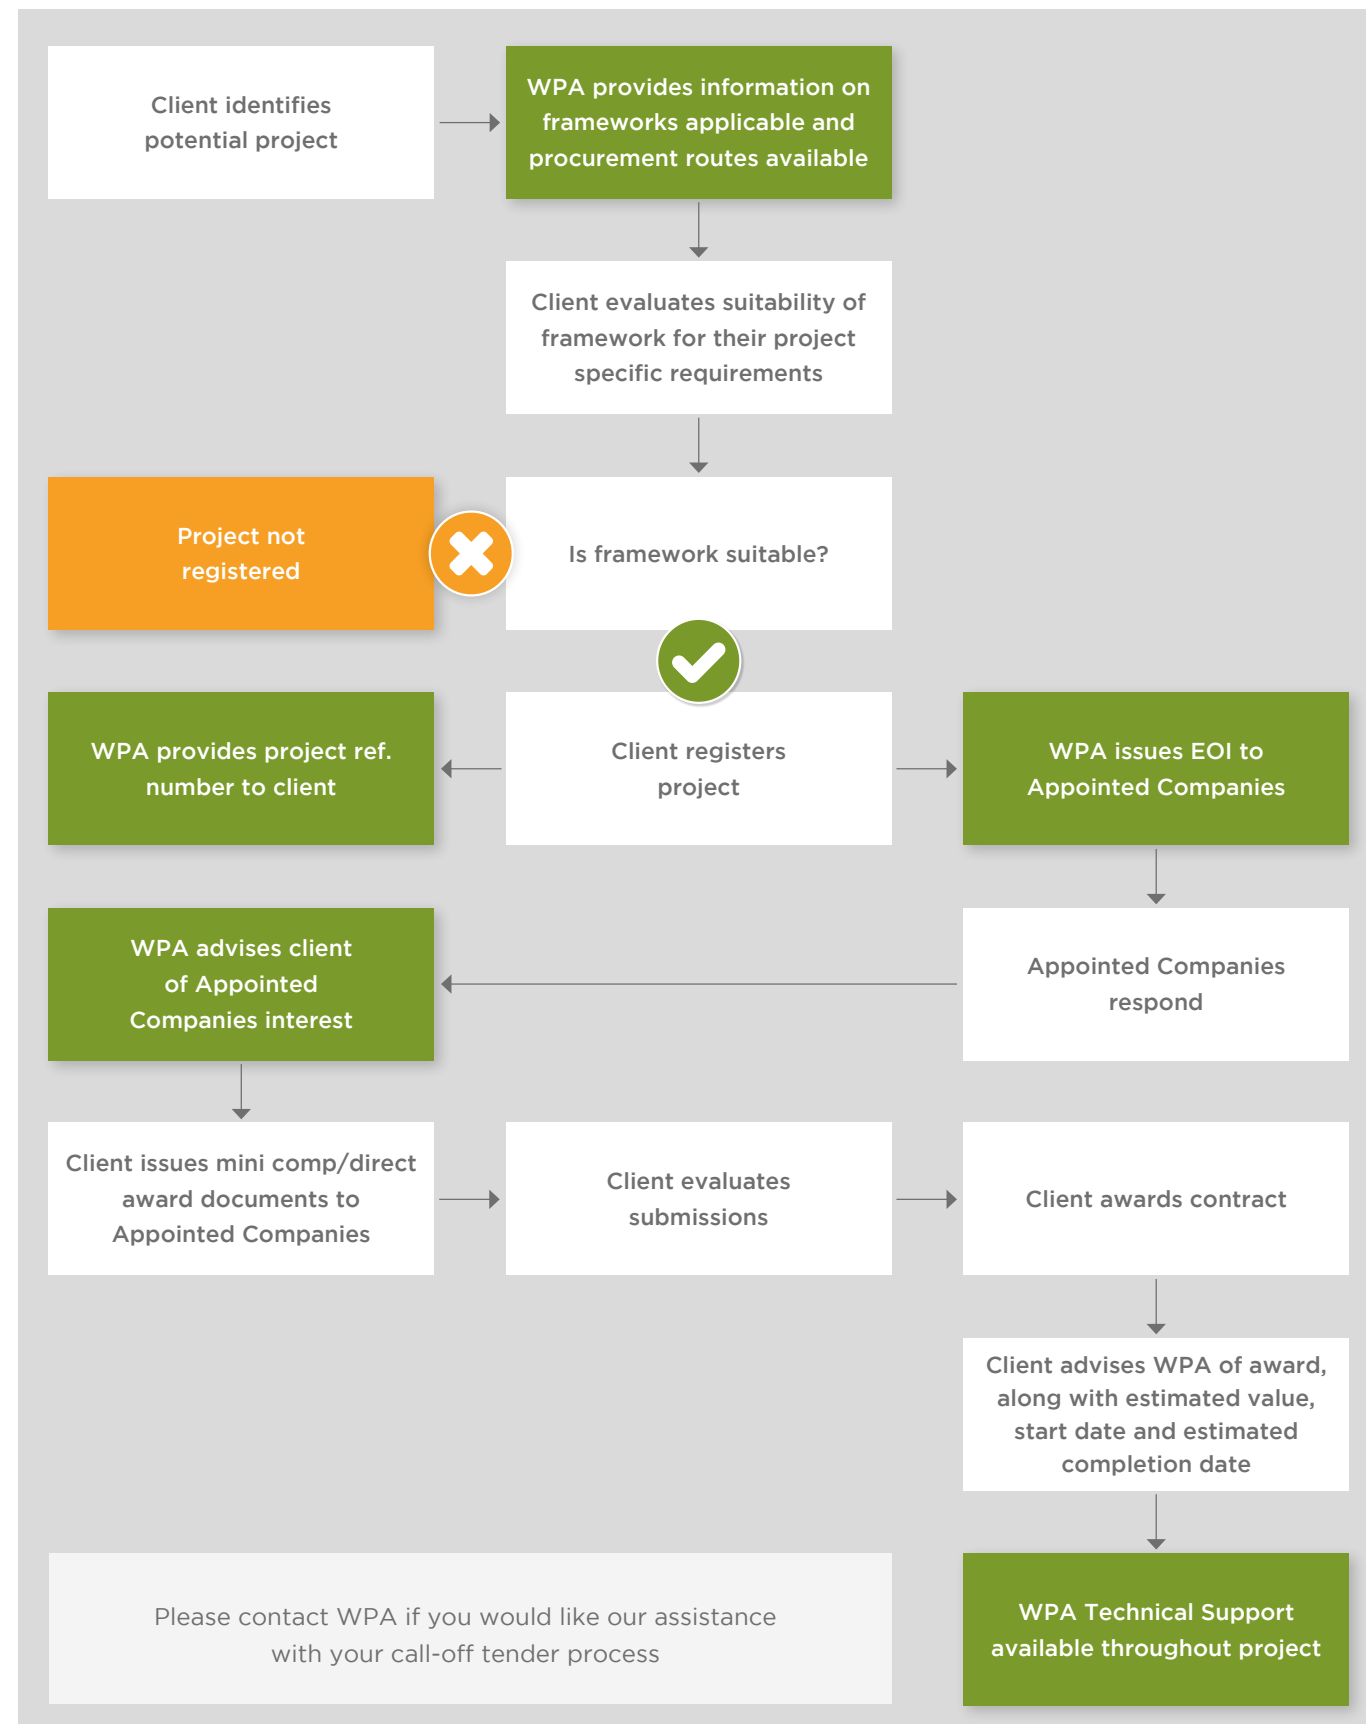 Client identifies
potential project
WPA provides information on
frameworks applicable and
procurement routes available
Client evaluates suitability of
framework for their project
specific requirements
Project not
registered
Is framework suitable?
WPA provides project ref.
number to client
Client registers
project
WPA issues EOI to
Appointed Companies
WPA advises client
of Appointed
Companies interest
Appointed Companies
respond
Client issues mini comp/direct
award documents to
Appointed Companies
Client evaluates
submissions
Client awards contract
Client advises WPA of award,
along with estimated value,
start date and estimated
completion date
Please contact WPA if you would like our assistance
with your call-off tender process
WPA Technical Support
available throughout project